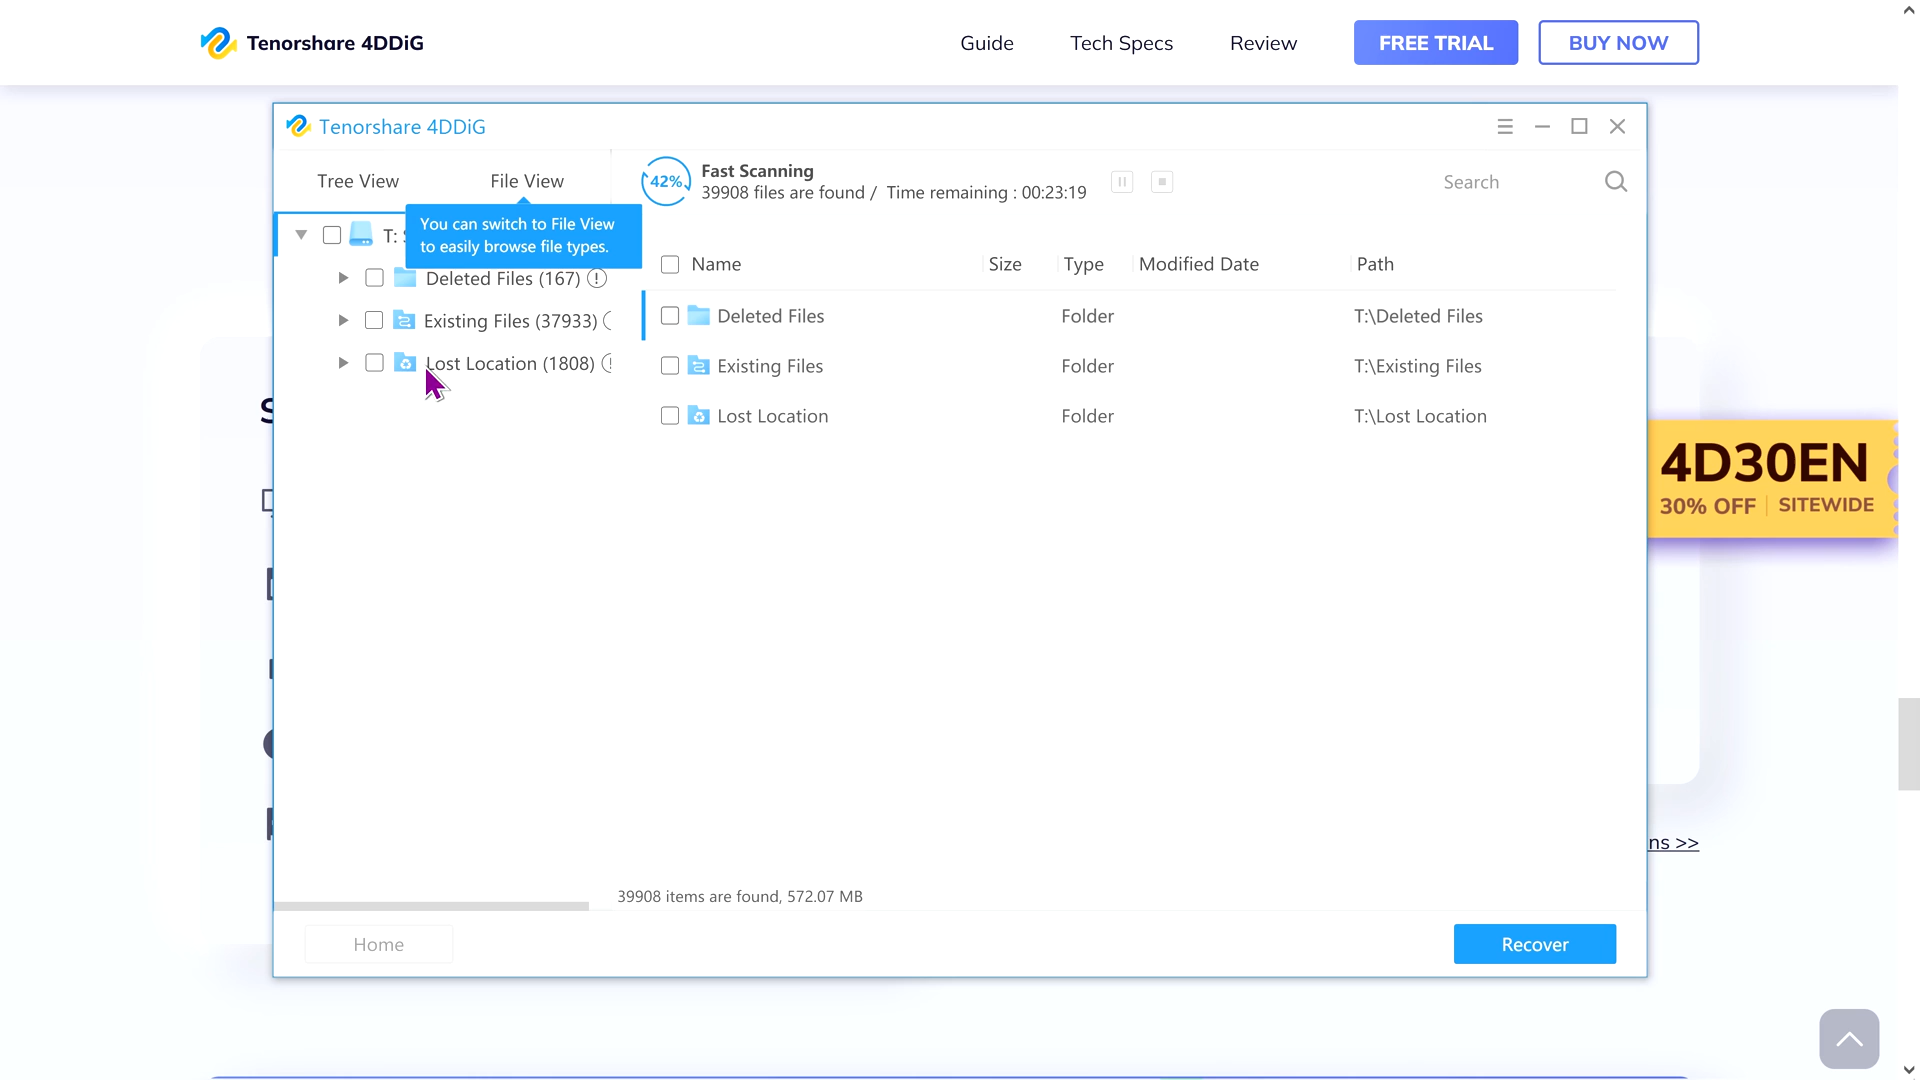 Tenorshare 4DDiG
Guide
Tech Specs
Review
FREE TRIAL
BUY NOW
Tenorshare 4DDiG
Tree View
File View
42%
Fast Scanning
39908 files are found / Time remaining : 00:23:19
Search
You can switch to File View
to easily browse file types.
T:
Deleted Files (167)
Existing Files (37933)
Lost Location (1808)
Name
Size
Type
Modified Date
Path
Deleted Files
Folder
T:\Deleted Files
Existing Files
Folder
T:\Existing Files
Lost Location
Folder
T:\Lost Location
4D30EN
30% OFF
SITEWIDE
ns >>
39908 items are found, 572.07 MB
Home
Recover